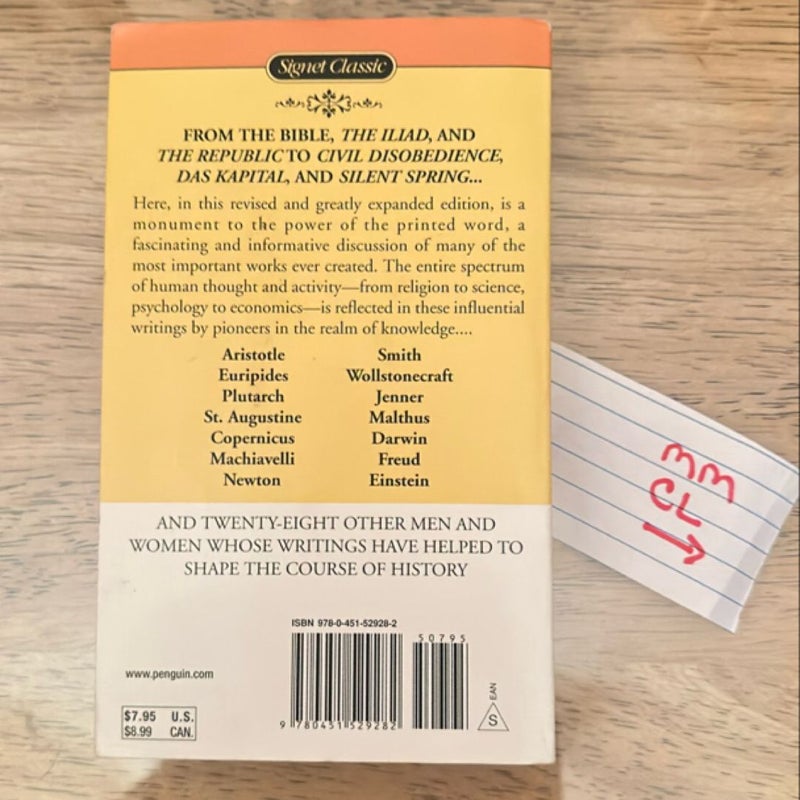 Signet Classic
FROM THE BIBLE, THE ILIAD, AND
THE REPUBLIC TO CIVIL DISOBEDIENCE,
DAS KAPITAL, AND SILENT SPRING...
Here, in this revised and greatly expanded edition, is a
monument to the power of the printed word, a
fascinating and informative discussion of many of the
most important works ever created. The entire spectrum
of human thought and activity—from religion to science,
psychology to economics—is reflected in these influential
writings by pioneers in the realm of knowledge....
Aristotle
Euripides
Plutarch
St. Augustine
Copernicus
Machiavelli
Newton
Smith
Wollstonecraft
Jenner
Malthus
Darwin
Freud
Einstein
AND TWENTY-EIGHT OTHER MEN AND
WOMEN WHOSE WRITINGS HAVE HELPED TO
SHAPE THE COURSE OF HISTORY
ISBN 978-0-451-52928-2
50795
www.penguin.com
EAN
S
$7.95 U.S.
$8.99 CAN.
9 780451 529282